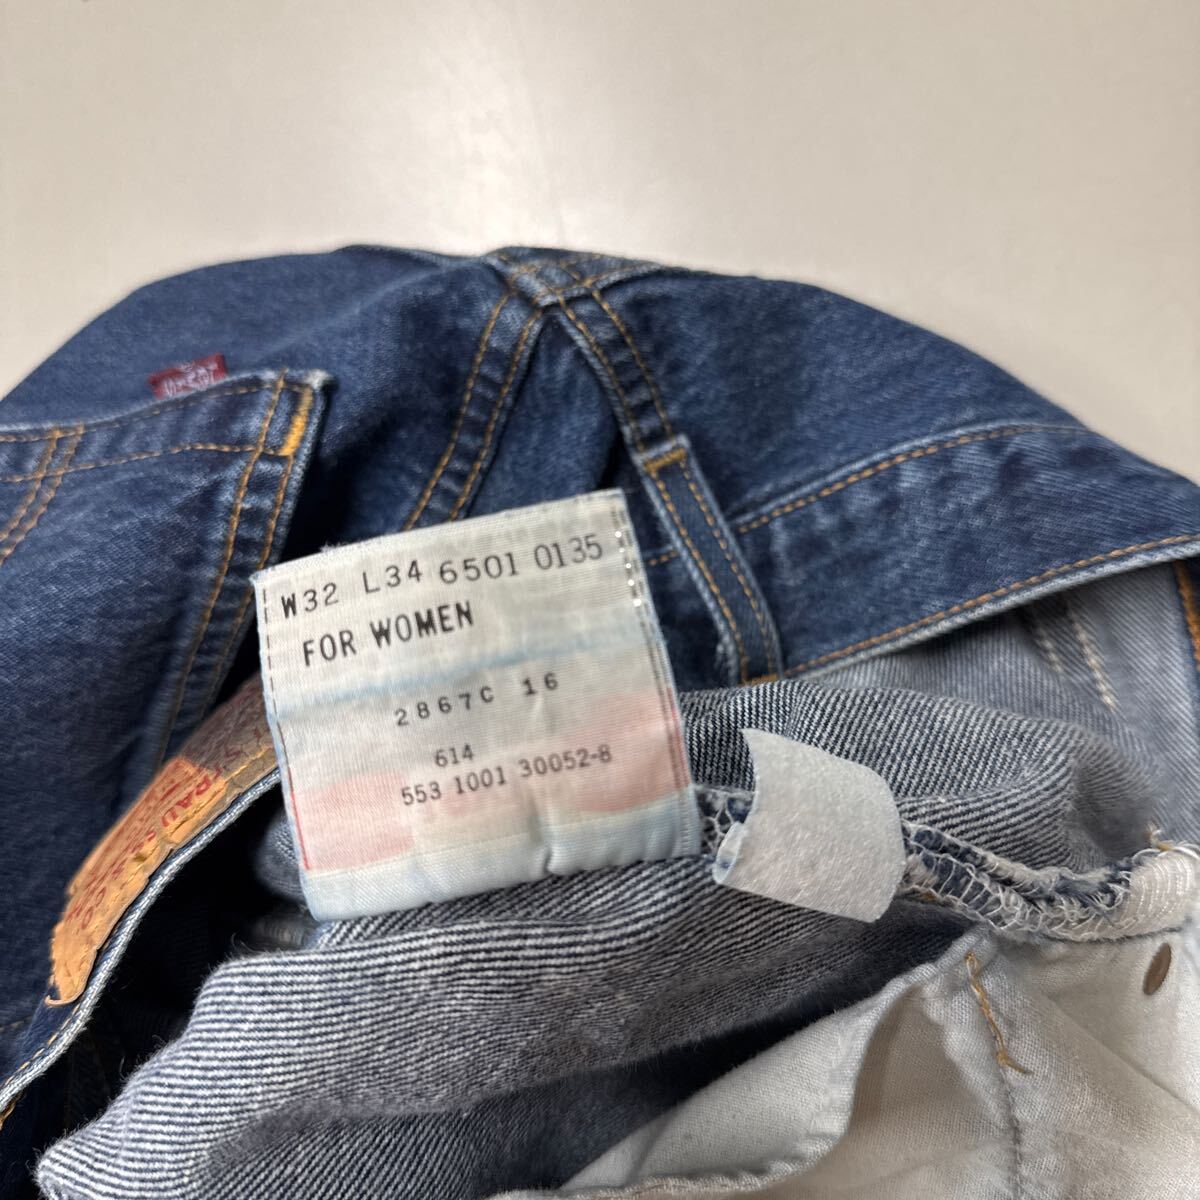 W32 L34 6501 0135
FOR WOMEN
2867C 16
614
553 1001 30052-8